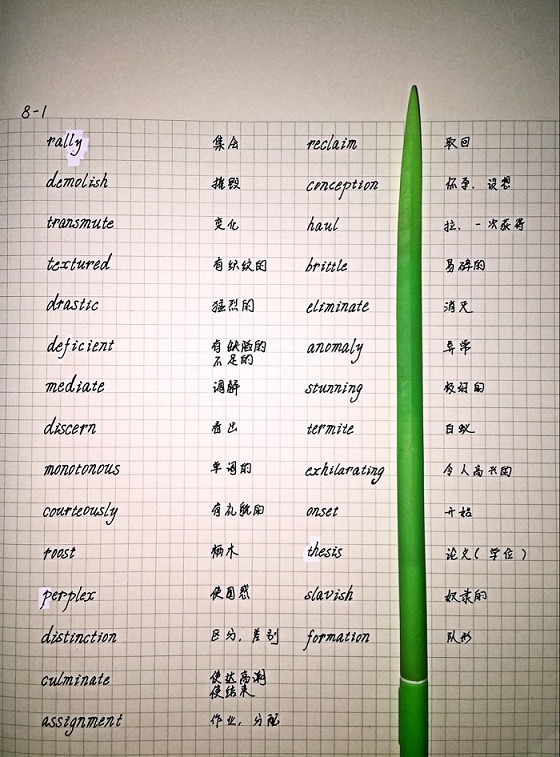 8-1
rally 集合 reclaim 取回
demolish 摧毁 conception 怀孕, 设想
transmute 变化 haul 拉, 一次获得
textured 有织纹的 brittle 易碎的
drastic 猛烈的 eliminate 消灭
deficient 有缺陷的 anomaly 异常
不足的
mediate 调解 stunning 极好的
discern 看出 termite 白蚁
monotonous 单调的 exhilarating 令人高兴的
courteously 有礼貌的 onset 开始
roost 栖木 thesis 论文(学位)
perplex 使困惑 slavish 奴隶的
distinction 区分, 差别 formation 队形
culminate 使达高潮
使结束
assignment 作业, 分配